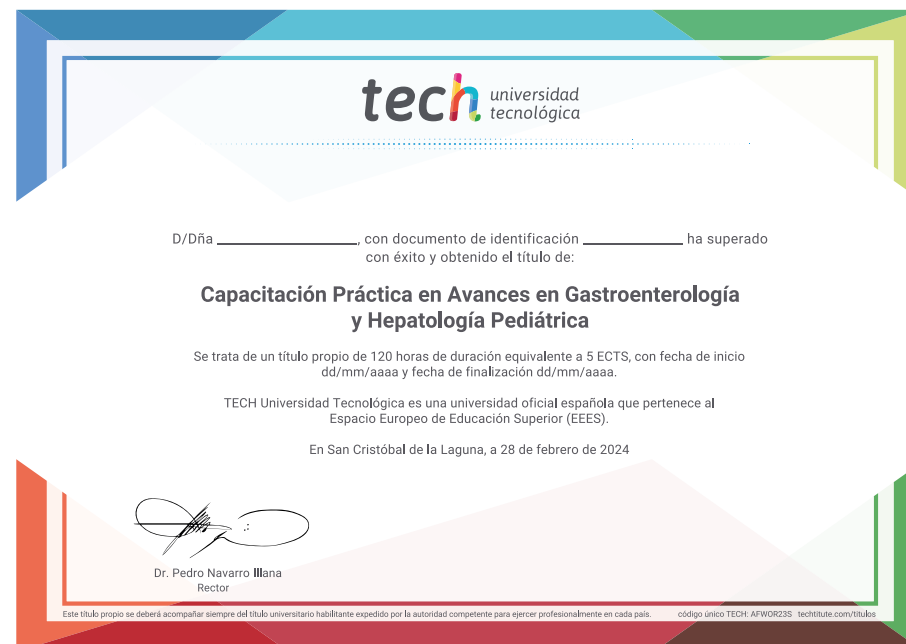 tech universidad
tecnológica
D/Dña ____________________, con documento de identificación ______________ ha superado
con éxito y obtenido el título de:
Capacitación Práctica en Avances en Gastroenterología
y Hepatología Pediátrica
Se trata de un título propio de 120 horas de duración equivalente a 5 ECTS, con fecha de inicio
dd/mm/aaaa y fecha de finalización dd/mm/aaaa.
TECH Universidad Tecnológica es una universidad oficial española que pertenece al
Espacio Europeo de Educación Superior (EEES).
En San Cristóbal de la Laguna, a 28 de febrero de 2024
Dr. Pedro Navarro Illana
Rector
Este título propio se deberá acompañar siempre del título universitario habilitante expedido por la autoridad competente para ejercer profesionalmente en cada país. código único TECH: AFWOR23S techtitute.com/titulos